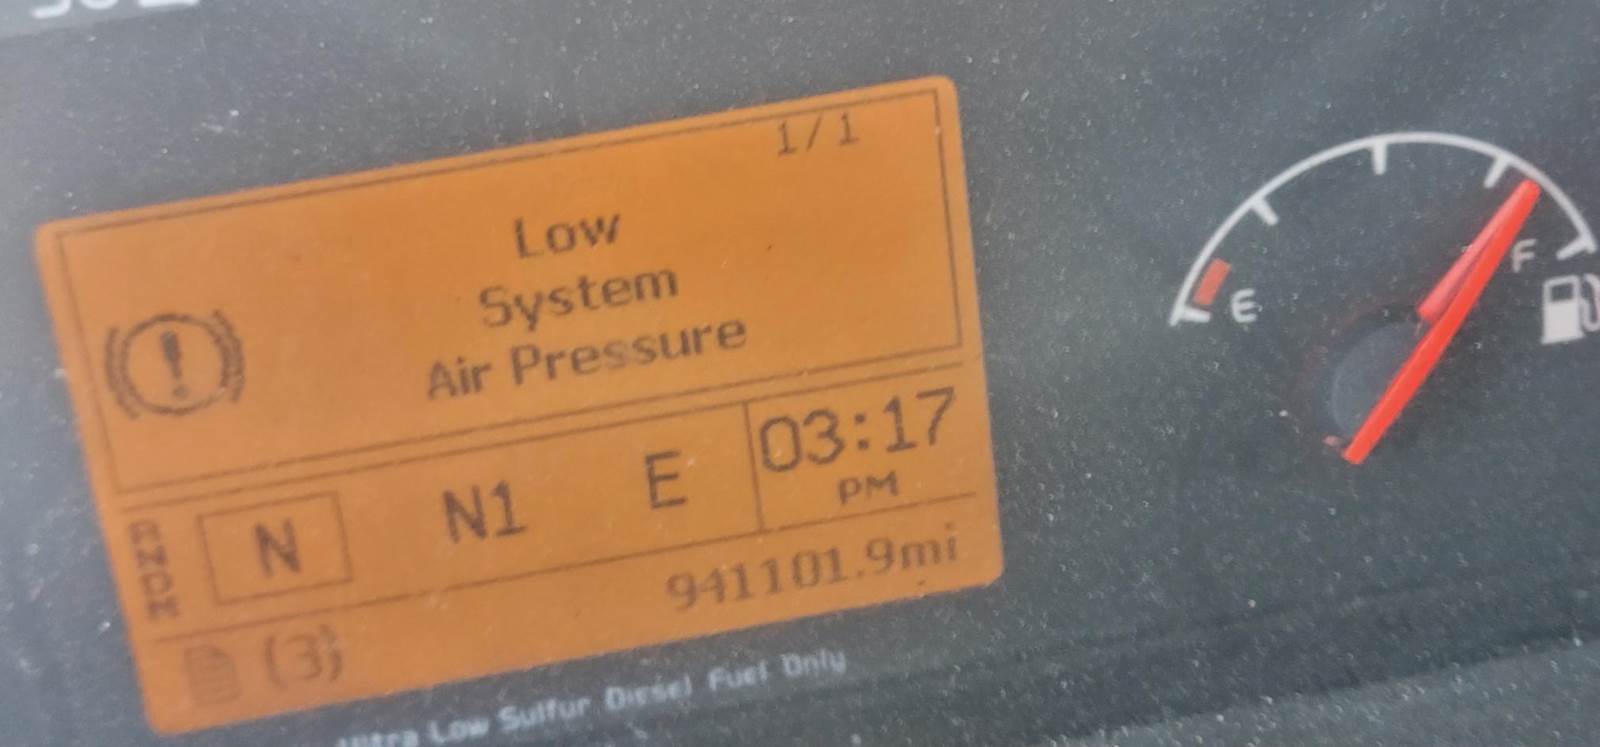 1/1
Low
System
Air Pressure
N N1 E 03:17
PM
RNDM
941101.9mi
(3)
Ultra Low Sulfur Diesel Fuel Only
E F